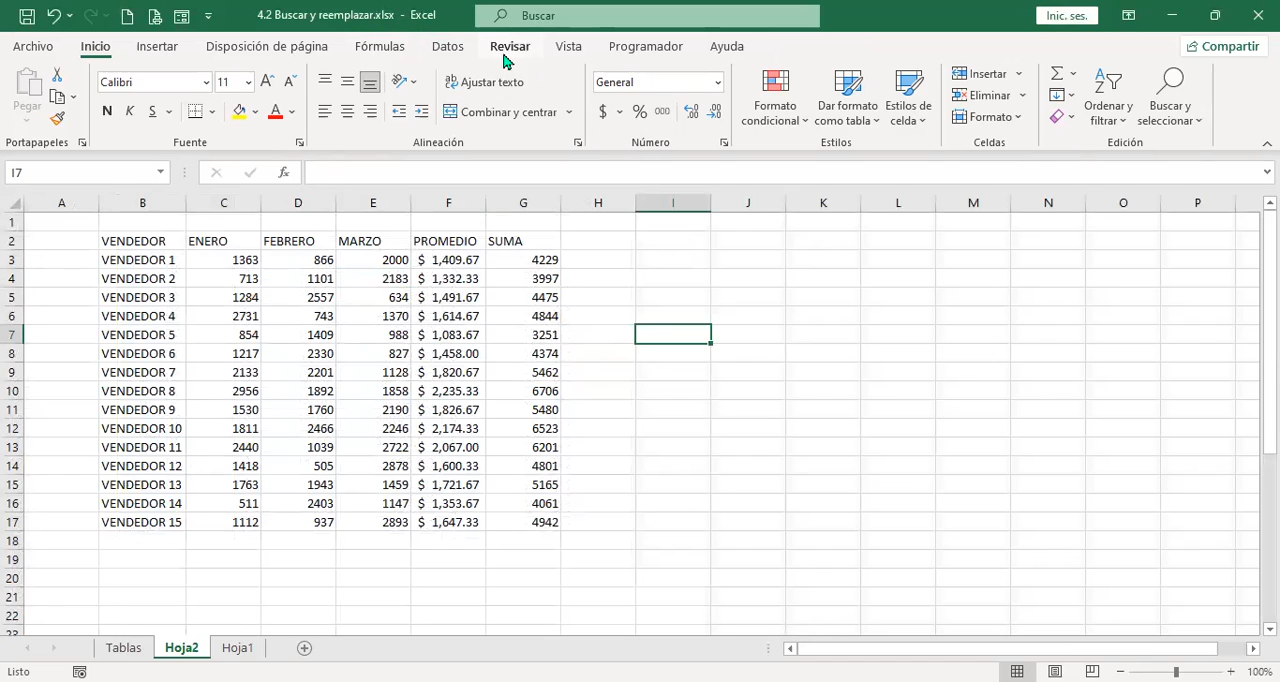 4.2 Buscar y reemplazar.xlsx - Excel
Buscar
Inic. ses.
Archivo Inicio Insertar Disposición de página Fórmulas Datos Revisar Vista Programador Ayuda
Compartir
Pegar
Portapapeles
Calibri 11
N K S
Fuente
Ajustar texto
Combinar y centrar
Alineación
General
$ % 000
Número
Formato condicional
Dar formato como tabla
Estilos de celda
Estilos
Insertar
Eliminar
Formato
Celdas
Ordenar y filtrar
Buscar y seleccionar
Edición
I7
fx
A B C D E F G H I J K L M N O P
1
2 VENDEDOR ENERO FEBRERO MARZO PROMEDIO SUMA
3 VENDEDOR 1 1363 866 2000 $ 1,409.67 4229
4 VENDEDOR 2 713 1101 2183 $ 1,332.33 3997
5 VENDEDOR 3 1284 2557 634 $ 1,491.67 4475
6 VENDEDOR 4 2731 743 1370 $ 1,614.67 4844
7 VENDEDOR 5 854 1409 988 $ 1,083.67 3251
8 VENDEDOR 6 1217 2330 827 $ 1,458.00 4374
9 VENDEDOR 7 2133 2201 1128 $ 1,820.67 5462
10 VENDEDOR 8 2956 1892 1858 $ 2,235.33 6706
11 VENDEDOR 9 1530 1760 2190 $ 1,826.67 5480
12 VENDEDOR 10 1811 2466 2246 $ 2,174.33 6523
13 VENDEDOR 11 2440 1039 2722 $ 2,067.00 6201
14 VENDEDOR 12 1418 505 2878 $ 1,600.33 4801
15 VENDEDOR 13 1763 1943 1459 $ 1,721.67 5165
16 VENDEDOR 14 511 2403 1147 $ 1,353.67 4061
17 VENDEDOR 15 1112 937 2893 $ 1,647.33 4942
18
19
20
21
22
23
Tablas Hoja2 Hoja1
Listo
100%